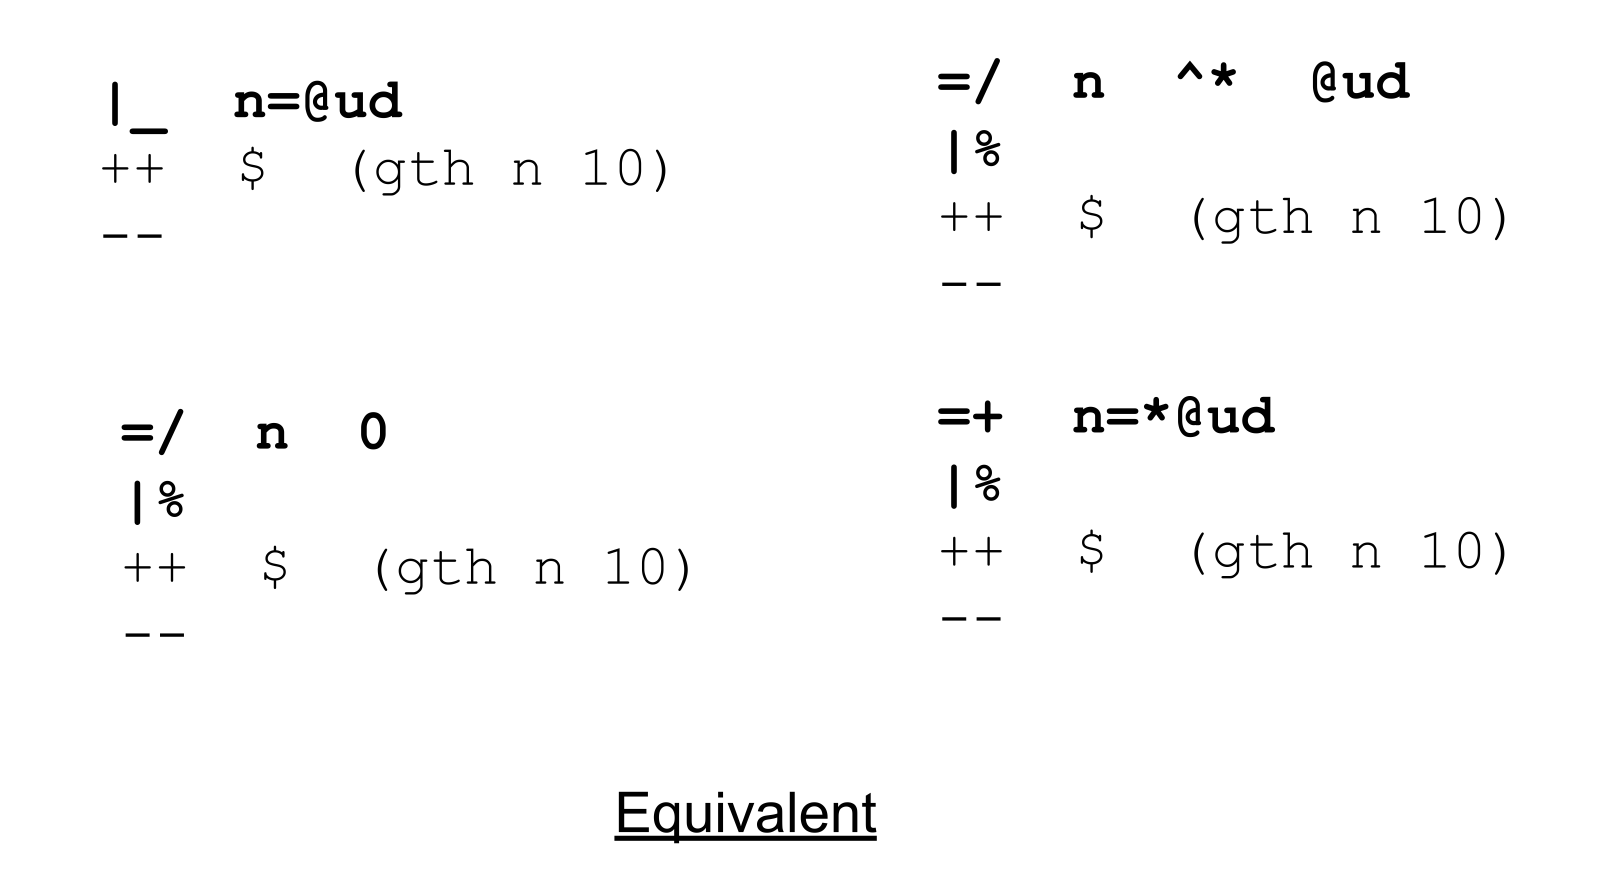 |_  n=@ud
++  $  (gth n 10)
--
=/  n  ^*  @ud
|%
++  $  (gth n 10)
--
=/  n  0
|%
++  $  (gth n 10)
--
=+  n=*@ud
|%
++  $  (gth n 10)
--
Equivalent